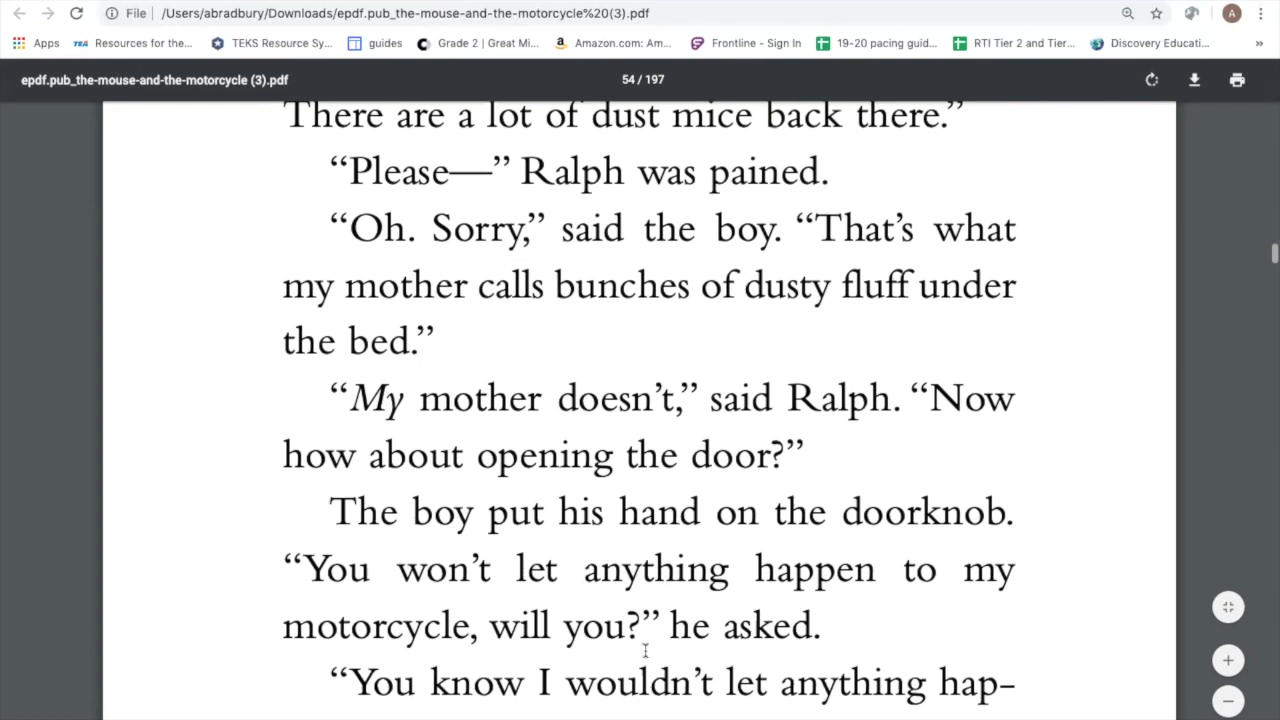 File | /Users/abradbury/Downloads/epdf.pub_the-mouse-and-the-motorcycle%20(3).pdf A
Apps TEA Resources for the... TEKS Resource Sy... guides Grade 2 | Great Mi... a Amazon.com: Am... Frontline - Sign In 19-20 pacing guid... RTI Tier 2 and Tier... Discovery Educati... »
epdf.pub_the-mouse-and-the-motorcycle (3).pdf 54 / 197
There are a lot of dust mice back there.”
“Please—” Ralph was pained.
“Oh. Sorry,” said the boy. “That’s what
my mother calls bunches of dusty fluff under
the bed.”
“My mother doesn’t,” said Ralph. “Now
how about opening the door?”
The boy put his hand on the doorknob.
“You won’t let anything happen to my
motorcycle, will you?” he asked.
“You know I wouldn’t let anything hap-